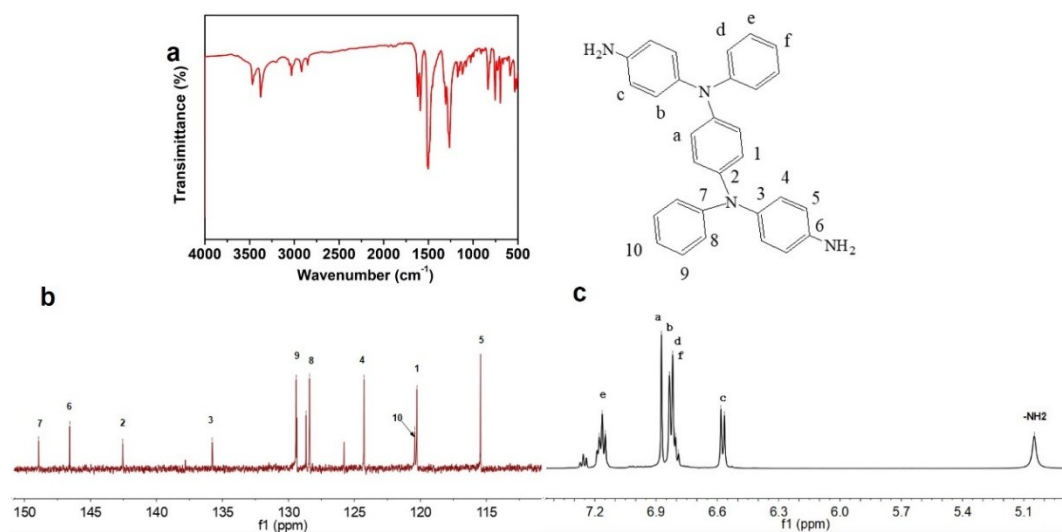 a
Transimittance (%)
4000 3500 3000 2500 2000 1500 1000 500
Wavenumber (cm-1)
e
d
f
H2N
c
b
N
a
1
2
4
7
3
5
N
6
10
8
NH2
9
b
7
6
2
3
9
8
4
10
1
5
150 145 140 135 130 125 120 115
f1 (ppm)
c
e
a
b
d
f
c
-NH2
7.2 6.9 6.6 6.3 6.0 5.7 5.4 5.1
f1 (ppm)